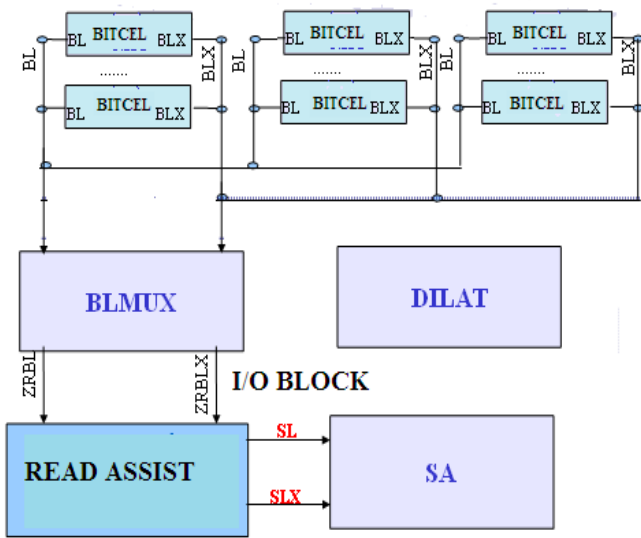 BITCEL
BL BLX
BITCEL
BL BLX
BITCEL
BL BLX
BL
BLX
BL
BLX
BL
BLX
.......
.......
.......
BL BITCEL BLX
BL BITCEL BLX
BL BITCEL BLX
BLMUX
DILAT
ZRBL
ZRBLX
I/O BLOCK
READ ASSIST
SL
SLX
SA